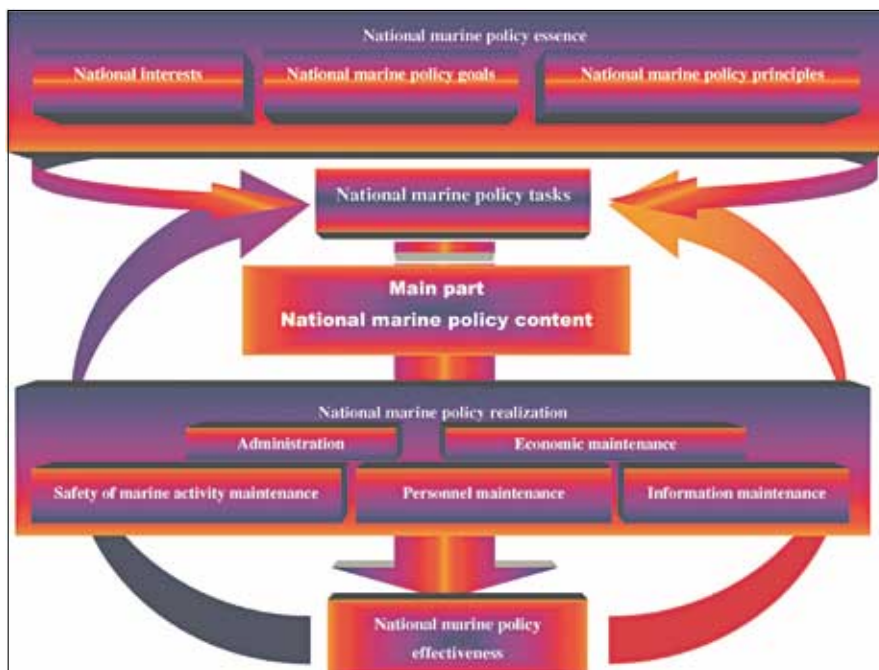 National marine policy essence
National interests
National marine policy goals
National marine policy principles
National marine policy tasks
Main part
National marine policy content
National marine policy realization
Administration
Economic maintenance
Safety of marine activity maintenance
Personnel maintenance
Information maintenance
National marine policy
effectiveness